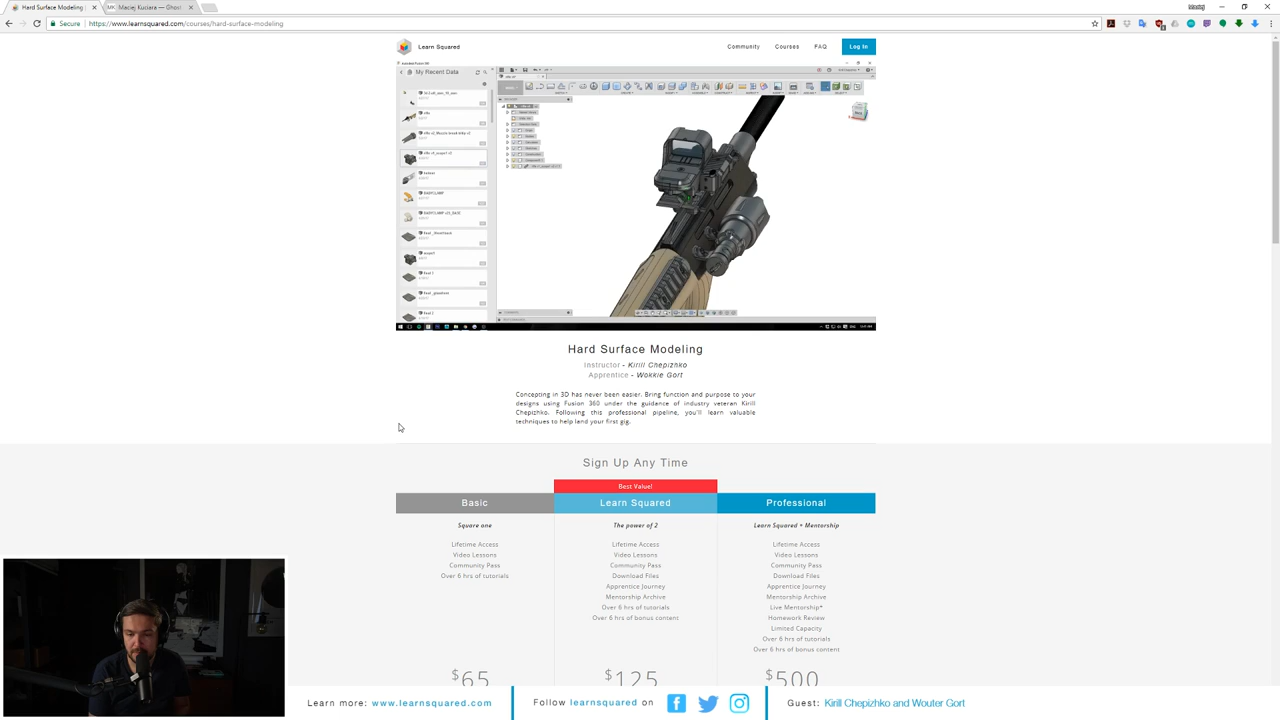 Hard Surface Modeling
Maciej Kuciara — Ghos
Maciej
Secure
https://www.learnsquared.com/courses/hard-surface-modeling
Learn Squared
Community
Courses
FAQ
Log In
My Recent Data
Hard Surface Modeling
Instructor - Kirill Chepizhko
Apprentice - Wokkie Gort
Concepting in 3D has never been easier. Bring function and purpose to your
designs using Fusion 360 under the guidance of industry veteran Kirill
Chepizhko. Following this professional pipeline, you'll learn valuable
techniques to help land your first gig.
Sign Up Any Time
Best Value!
Basic
Learn Squared
Professional
Square one
The power of 2
Learn Squared + Mentorship
Lifetime Access
Video Lessons
Community Pass
Over 6 hrs of tutorials
Lifetime Access
Video Lessons
Community Pass
Download Files
Apprentice Journey
Mentorship Archive
Over 6 hrs of tutorials
Over 6 hrs of bonus content
Lifetime Access
Video Lessons
Community Pass
Download Files
Apprentice Journey
Mentorship Archive
Live Mentorship*
Homework Review
Limited Capacity
Over 6 hrs of tutorials
Over 6 hrs of bonus content
$65
$125
$500
Learn more: www.learnsquared.com
Follow learnsquared on
Guest: Kirill Chepizhko and Wouter Gort